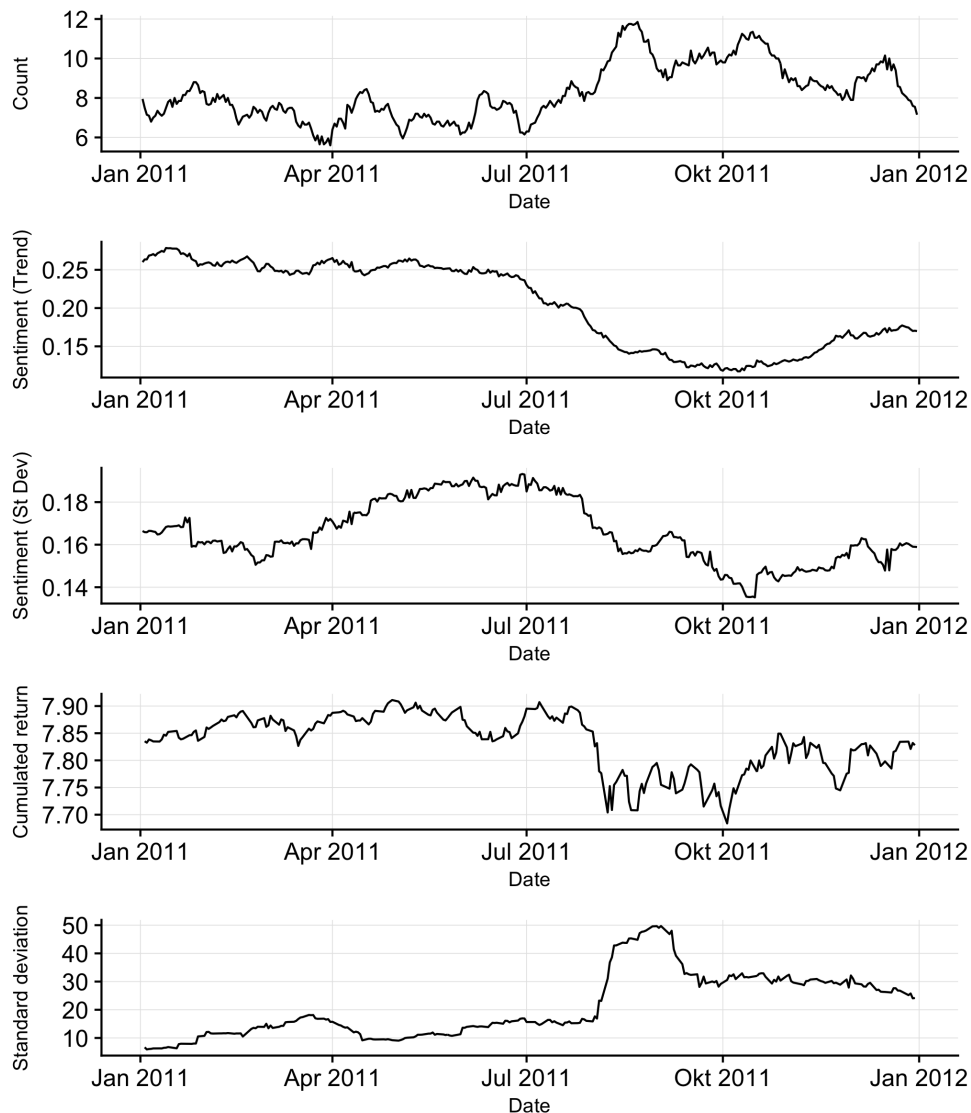 Count
12
10
8
6
Jan 2011 Apr 2011 Jul 2011 Okt 2011 Jan 2012
Date
Sentiment (Trend)
0.25
0.20
0.15
Jan 2011 Apr 2011 Jul 2011 Okt 2011 Jan 2012
Date
Sentiment (St Dev)
0.18
0.16
0.14
Jan 2011 Apr 2011 Jul 2011 Okt 2011 Jan 2012
Date
Cumulated return
7.90
7.85
7.80
7.75
7.70
Jan 2011 Apr 2011 Jul 2011 Okt 2011 Jan 2012
Date
Standard deviation
50
40
30
20
10
Jan 2011 Apr 2011 Jul 2011 Okt 2011 Jan 2012
Date